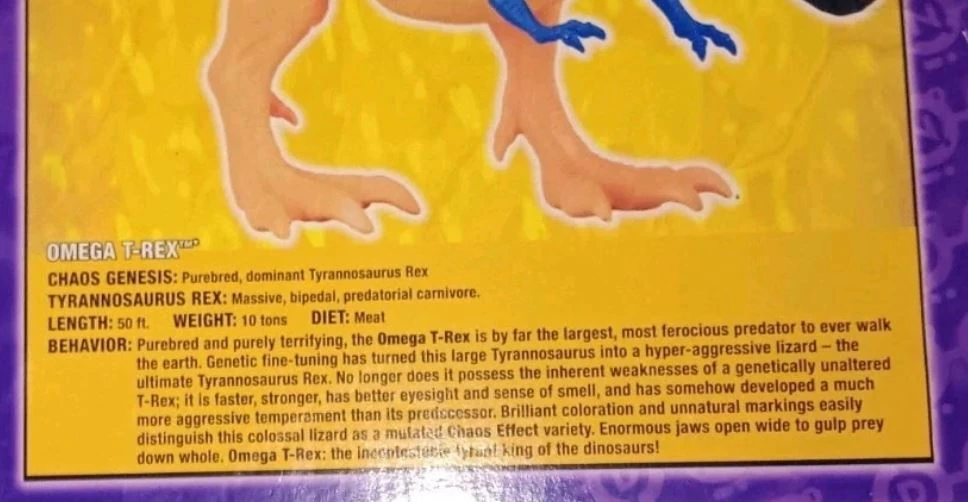 OMEGA T-REX™*
CHAOS GENESIS: Purebred, dominant Tyrannosaurus Rex
TYRANNOSAURUS REX: Massive, bipedal, predatorial carnivore.
LENGTH: 50 ft. WEIGHT: 10 tons DIET: Meat
BEHAVIOR: Purebred and purely terrifying, the Omega T-Rex is by far the largest, most ferocious predator to ever walk
the earth. Genetic fine-tuning has turned this large Tyrannosaurus into a hyper-aggressive lizard – the
ultimate Tyrannosaurus Rex. No longer does it possess the inherent weaknesses of a genetically unaltered
T-Rex; it is faster, stronger, has better eyesight and sense of smell, and has somehow developed a much
more aggressive temperament than its predecessor. Brilliant coloration and unnatural markings easily
distinguish this colossal lizard as a mutated Chaos Effect variety. Enormous jaws open wide to gulp prey
down whole. Omega T-Rex: the incontestable tyrant king of the dinosaurs!